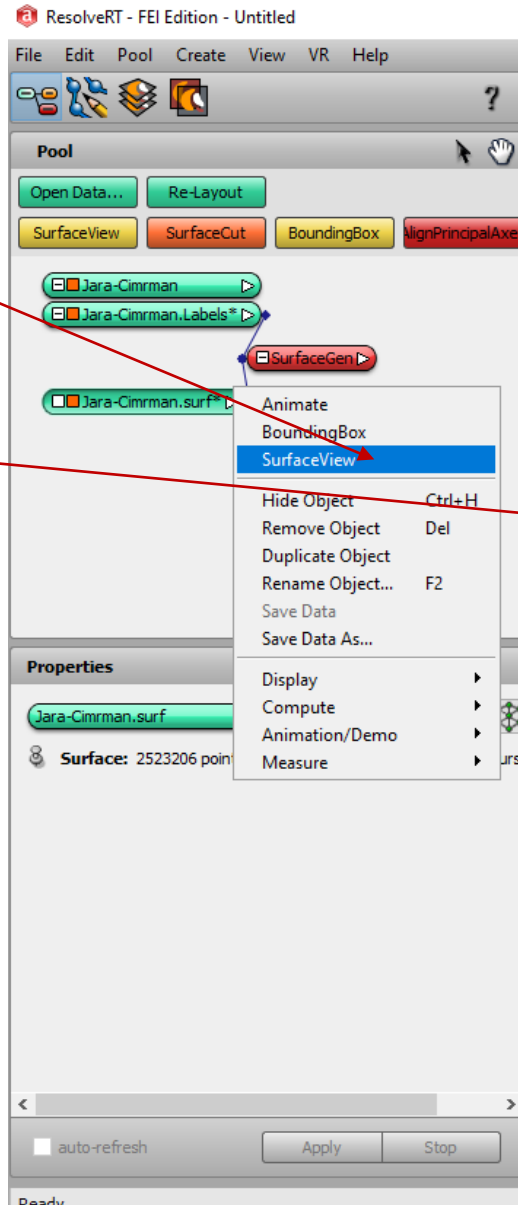 ResolveRT - FEI Edition - Untitled
File Edit Pool Create View VR Help
?
Pool
Open Data... Re-Layout
SurfaceView SurfaceCut BoundingBox AlignPrincipalAxe
Jara-Cimrman
Jara-Cimrman.Labels*
SurfaceGen
Jara-Cimrman.surf*
Animate
BoundingBox
SurfaceView
Hide Object Ctrl+H
Remove Object Del
Duplicate Object
Rename Object... F2
Save Data
Save Data As...
Properties
Display
Jara-Cimrman.surf Compute
Animation/Demo
Surface: 2523206 poin Measure
auto-refresh Apply Stop
Ready